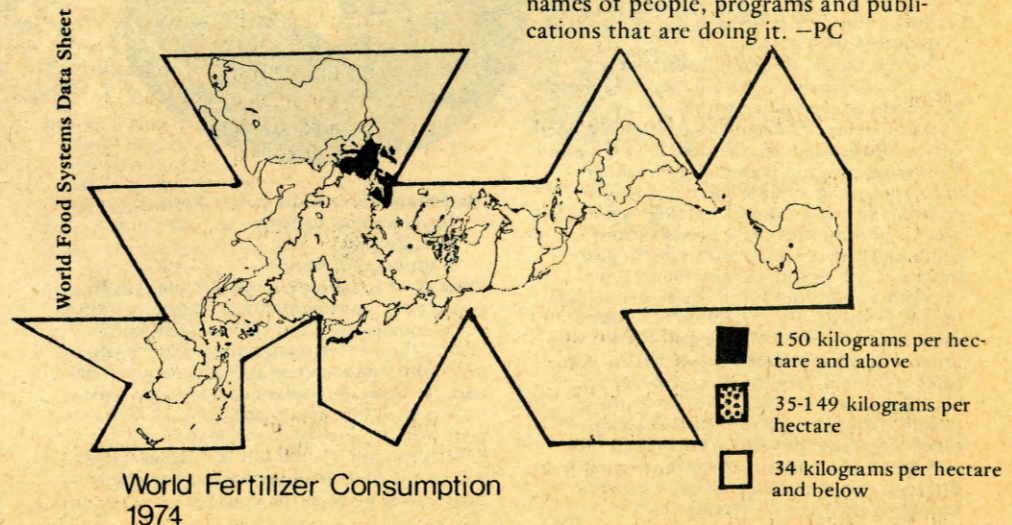 names of people, programs and publi-
cations that are doing it. —PC
World Food Systems Data Sheet
150 kilograms per hec-
tare and above
35-149 kilograms per
hectare
34 kilograms per hectare
and below
World Fertilizer Consumption
1974